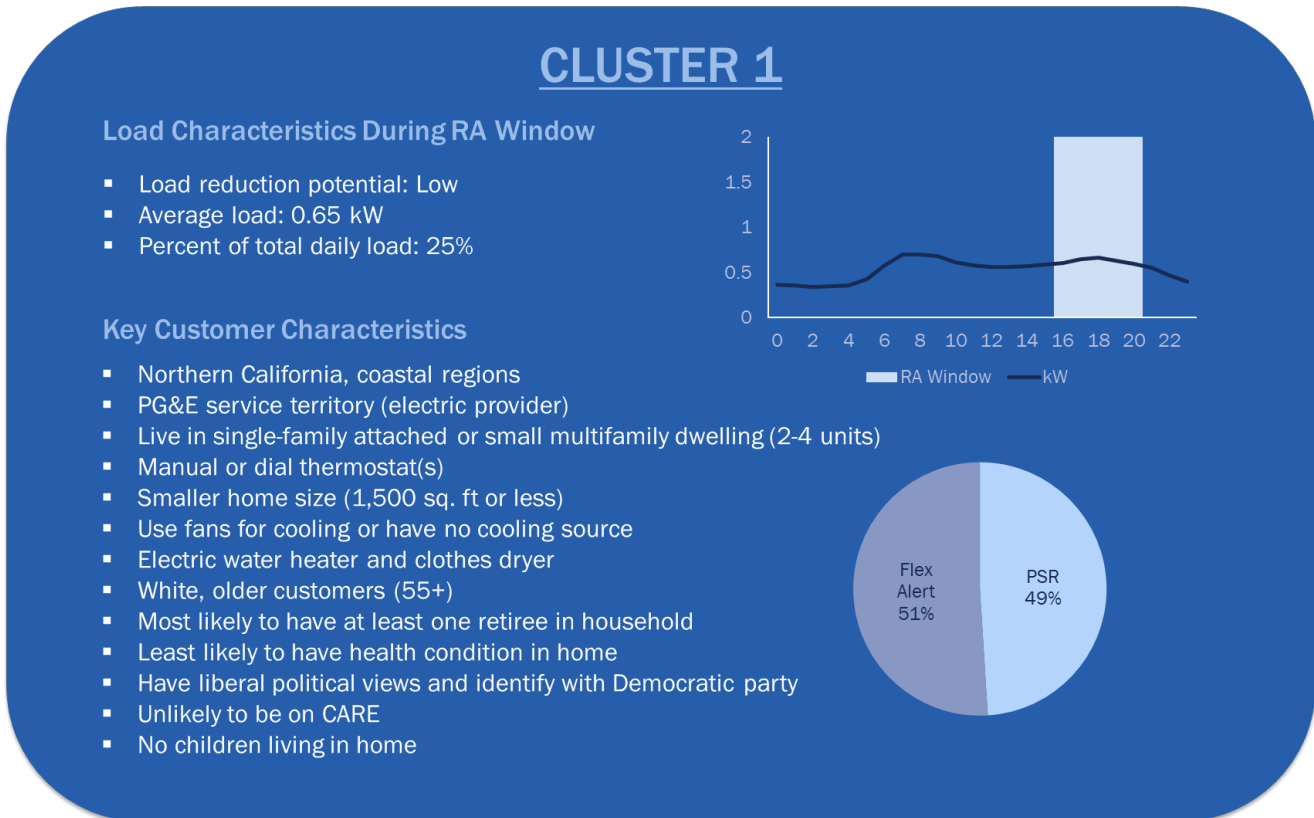 CLUSTER 1
Load Characteristics During RA Window
▪ Load reduction potential: Low
▪ Average load: 0.65 kW
▪ Percent of total daily load: 25%
2
1.5
1
0.5
0
0 2 4 6 8 10 12 14 16 18 20 22
RA Window kW
Key Customer Characteristics
▪ Northern California, coastal regions
▪ PG&E service territory (electric provider)
▪ Live in single-family attached or small multifamily dwelling (2-4 units)
▪ Manual or dial thermostat(s)
▪ Smaller home size (1,500 sq. ft or less)
▪ Use fans for cooling or have no cooling source
▪ Electric water heater and clothes dryer
▪ White, older customers (55+)
▪ Most likely to have at least one retiree in household
▪ Least likely to have health condition in home
▪ Have liberal political views and identify with Democratic party
▪ Unlikely to be on CARE
▪ No children living in home
Flex
Alert
51%
PSR
49%